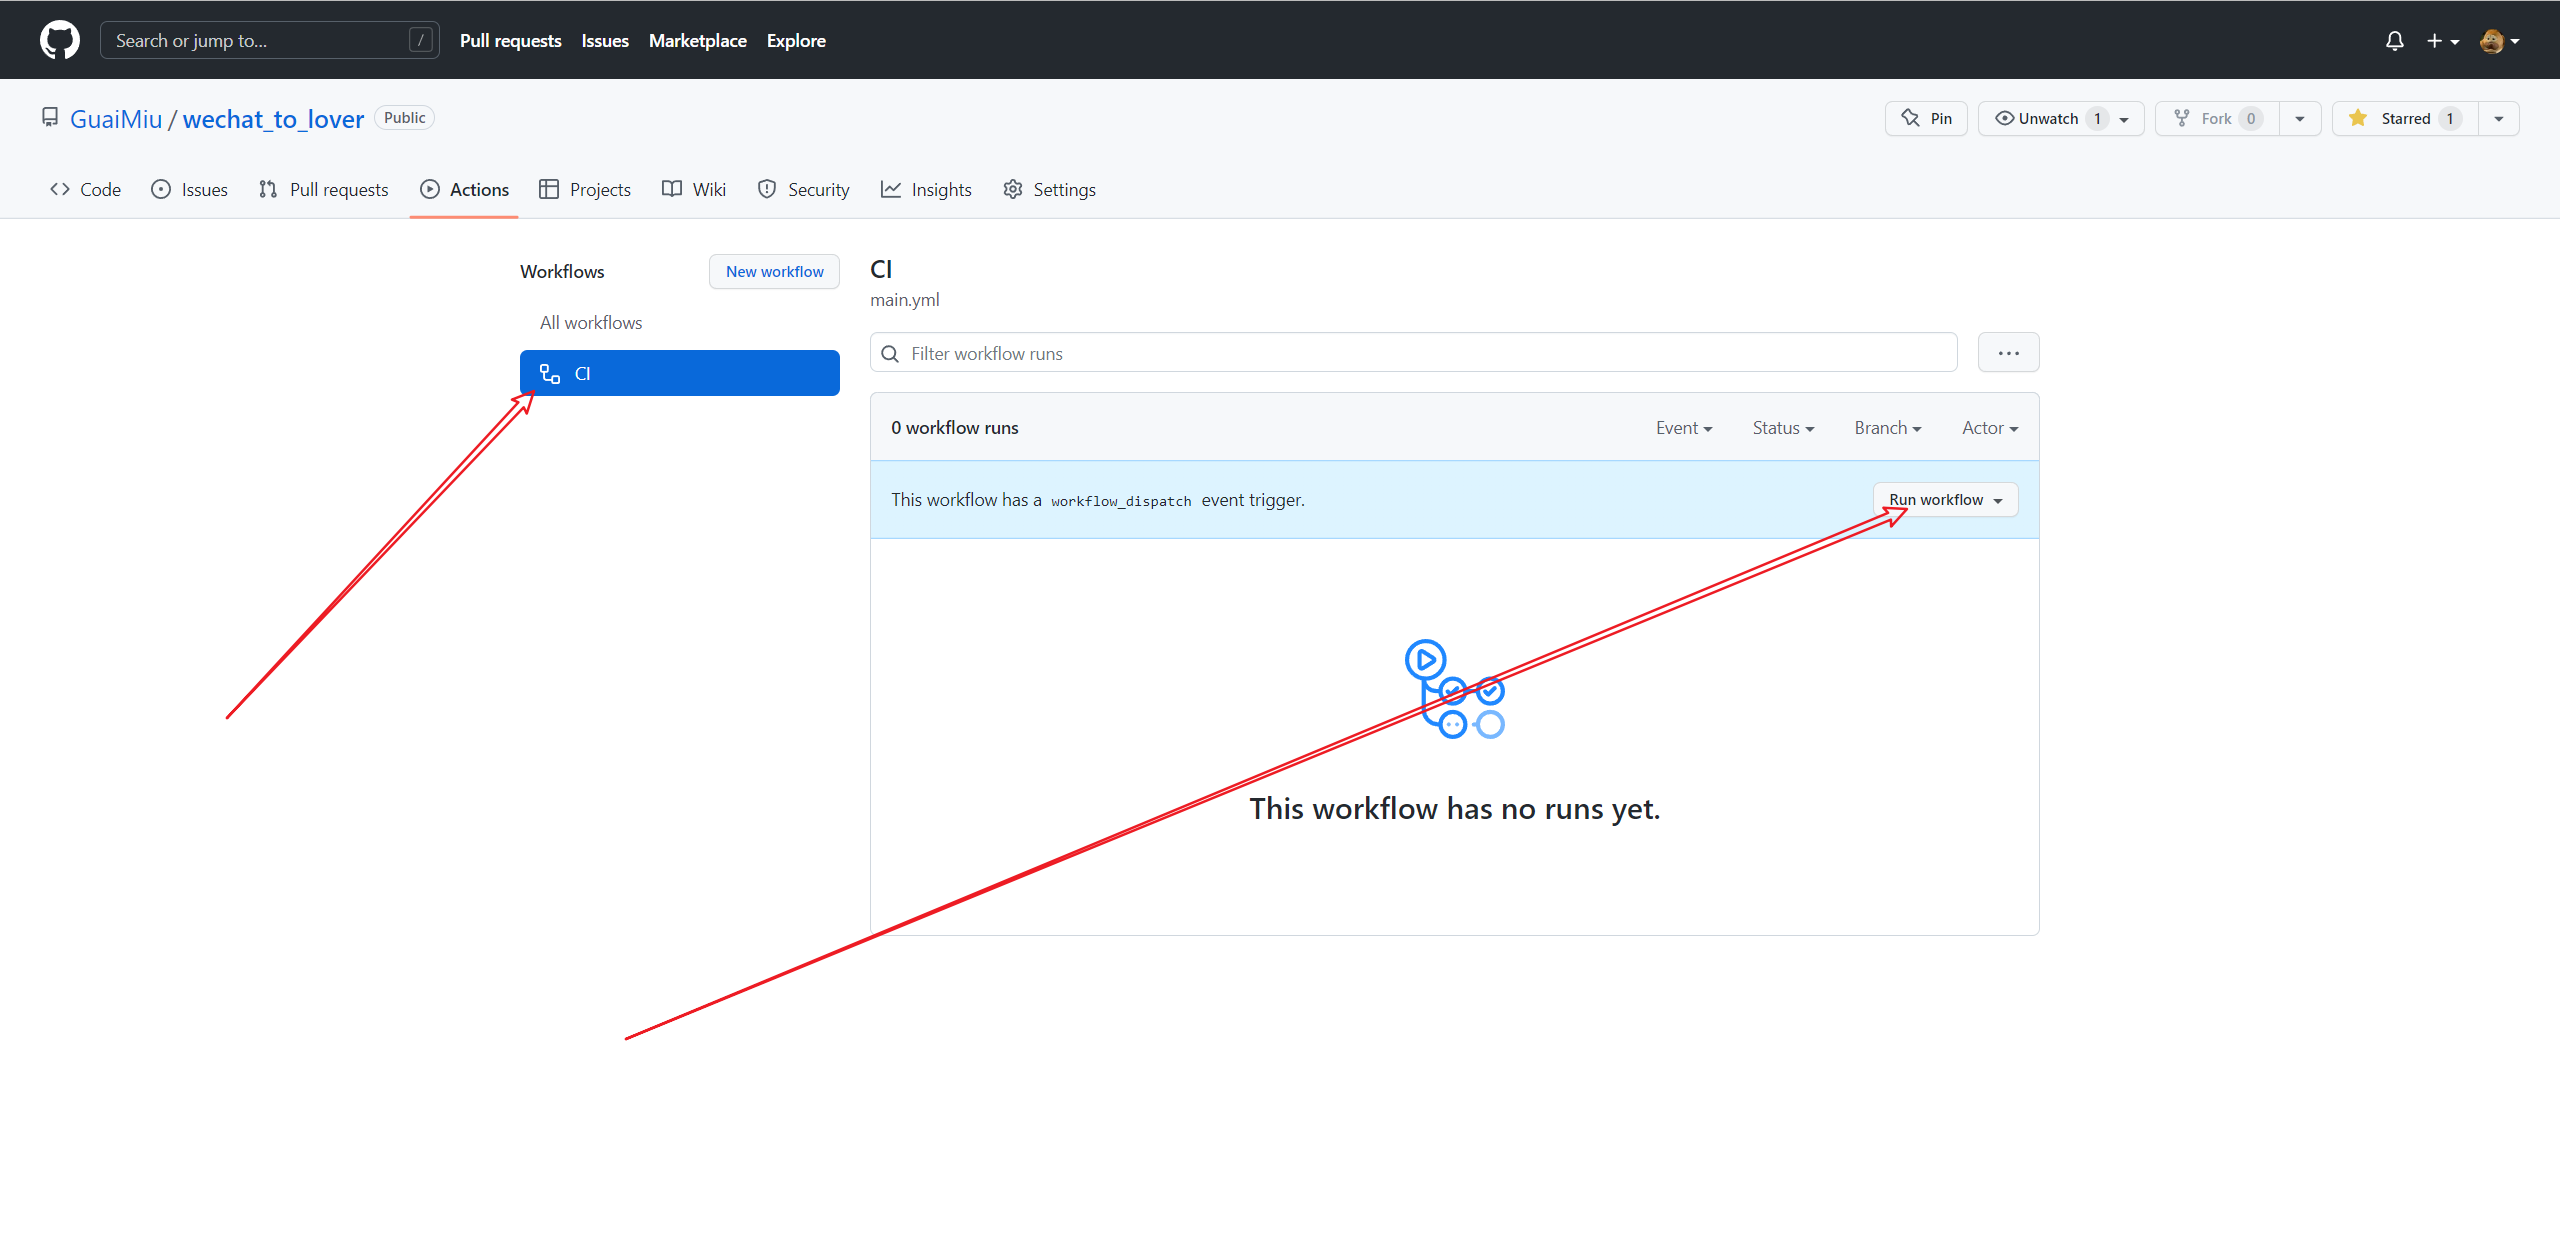 Search or jump to... / Pull requests Issues Marketplace Explore
GuaiMiu / wechat_to_lover Public Pin Unwatch 1 Fork 0 Starred 1
Code Issues Pull requests Actions Projects Wiki Security Insights Settings
Workflows New workflow
All workflows
CI
CI
main.yml
Filter workflow runs
0 workflow runs Event Status Branch Actor
This workflow has a workflow_dispatch event trigger. Run workflow
This workflow has no runs yet.